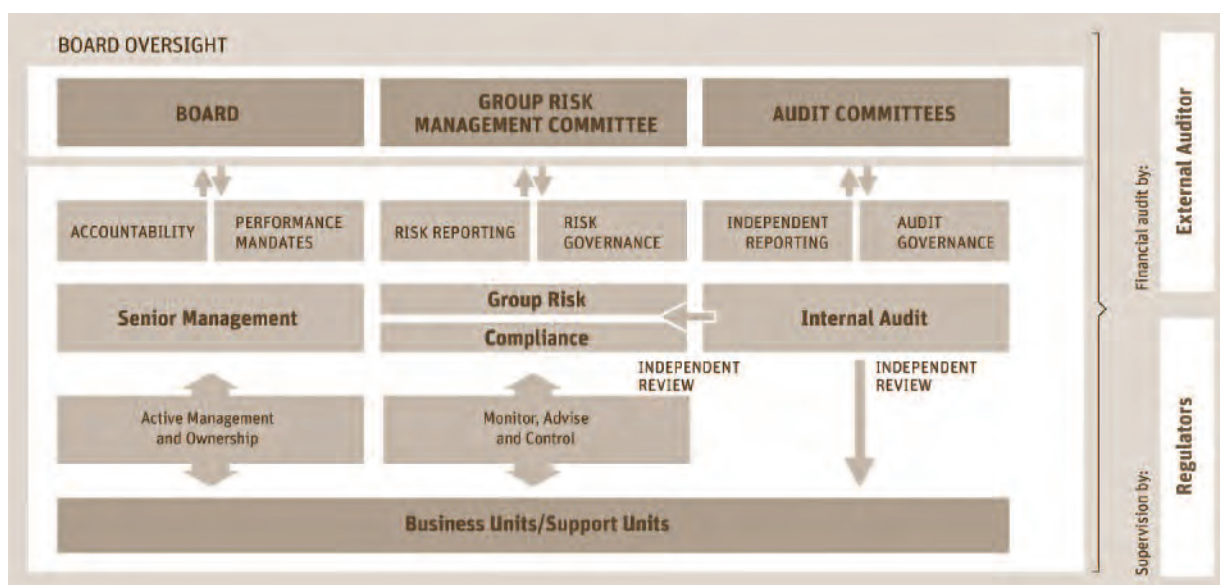 BOARD OVERSIGHT
BOARD
GROUP RISK
MANAGEMENT COMMITTEE
AUDIT COMMITTEES
ACCOUNTABILITY
PERFORMANCE
MANDATES
RISK REPORTING
RISK
GOVERNANCE
INDEPENDENT
REPORTING
AUDIT
GOVERNANCE
Senior Management
Group Risk
Compliance
Internal Audit
INDEPENDENT
REVIEW
INDEPENDENT
REVIEW
Active Management
and Ownership
Monitor, Advise
and Control
Business Units/Support Units
Financial audit by:
External Auditor
Supervision by:
Regulators